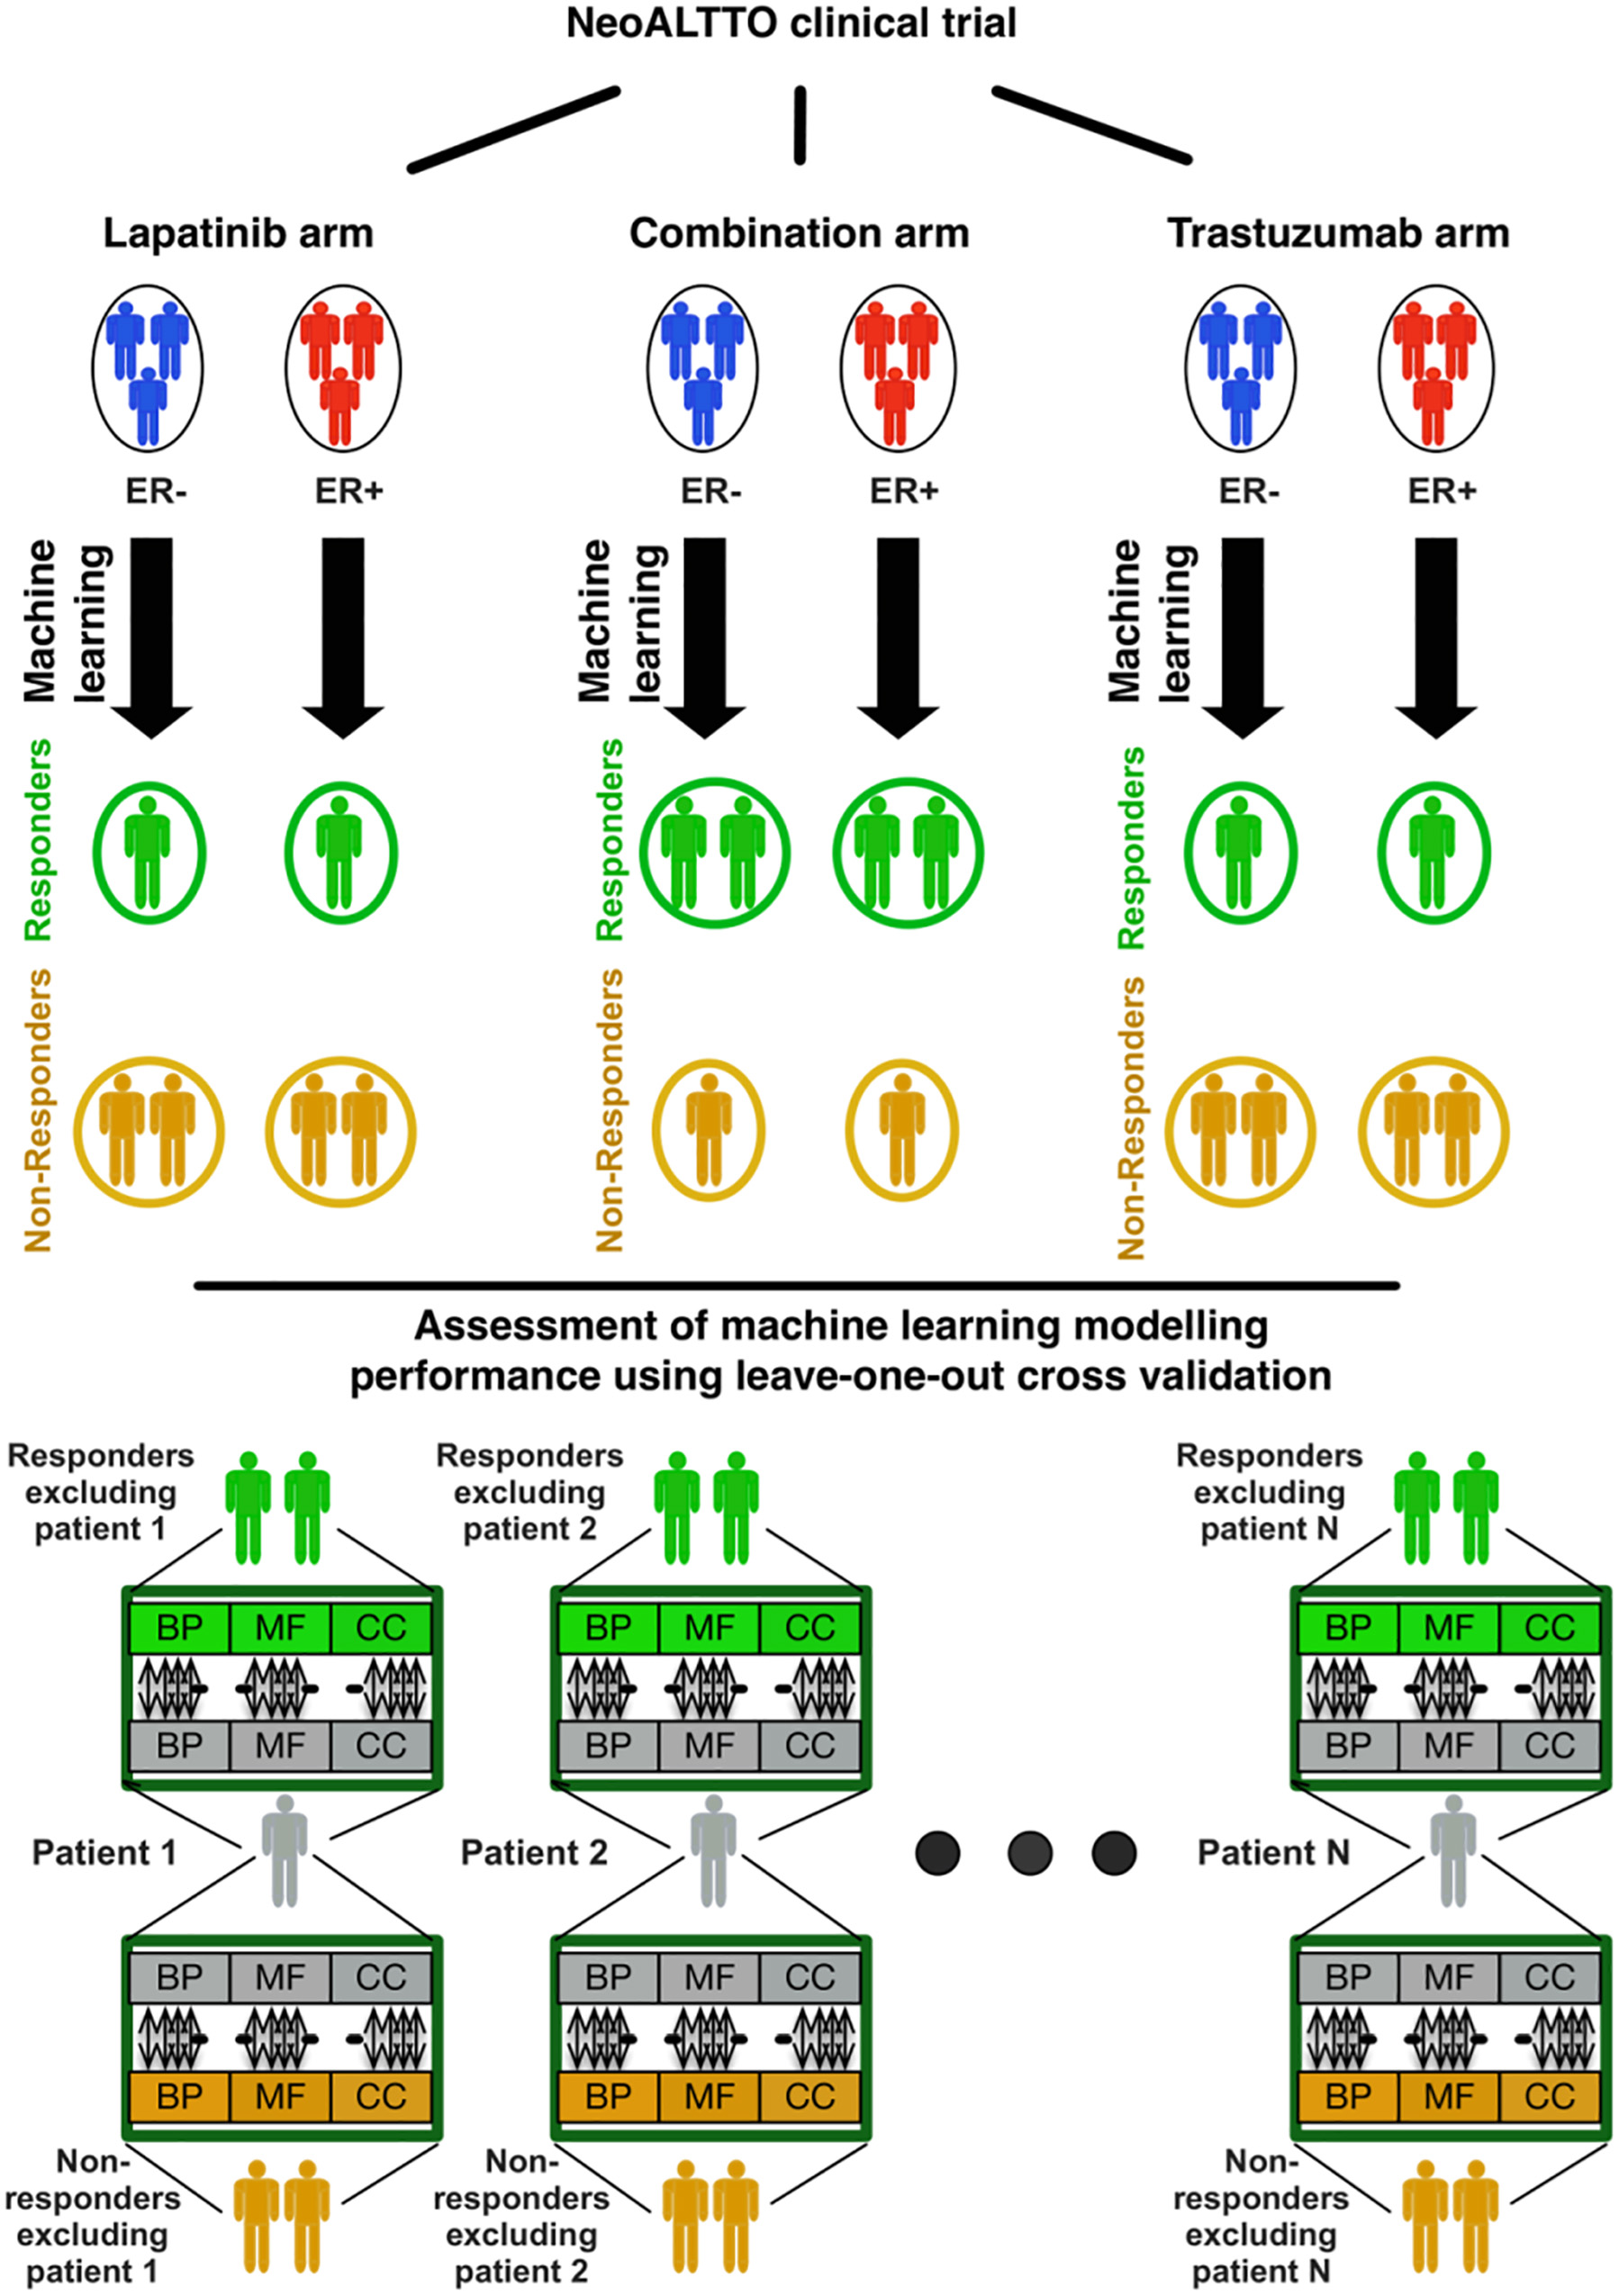 NeoALTTO clinical trial
Lapatinib arm
Combination arm
Trastuzumab arm
ER-
ER+
ER-
ER+
ER-
ER+
Machine
learning
Machine
learning
Machine
learning
Responders
Responders
Responders
Non-Responders
Non-Responders
Non-Responders
Assessment of machine learning modelling
performance using leave-one-out cross validation
Responders
excluding
patient 1
Responders
excluding
patient 2
Responders
excluding
patient N
BP MF CC
BP MF CC
BP MF CC
BP MF CC
BP MF CC
BP MF CC
Patient 1
Patient 2
Patient N
BP MF CC
BP MF CC
BP MF CC
BP MF CC
BP MF CC
BP MF CC
Non-
responders
excluding
patient 1
Non-
responders
excluding
patient 2
Non-
responders
excluding
patient N